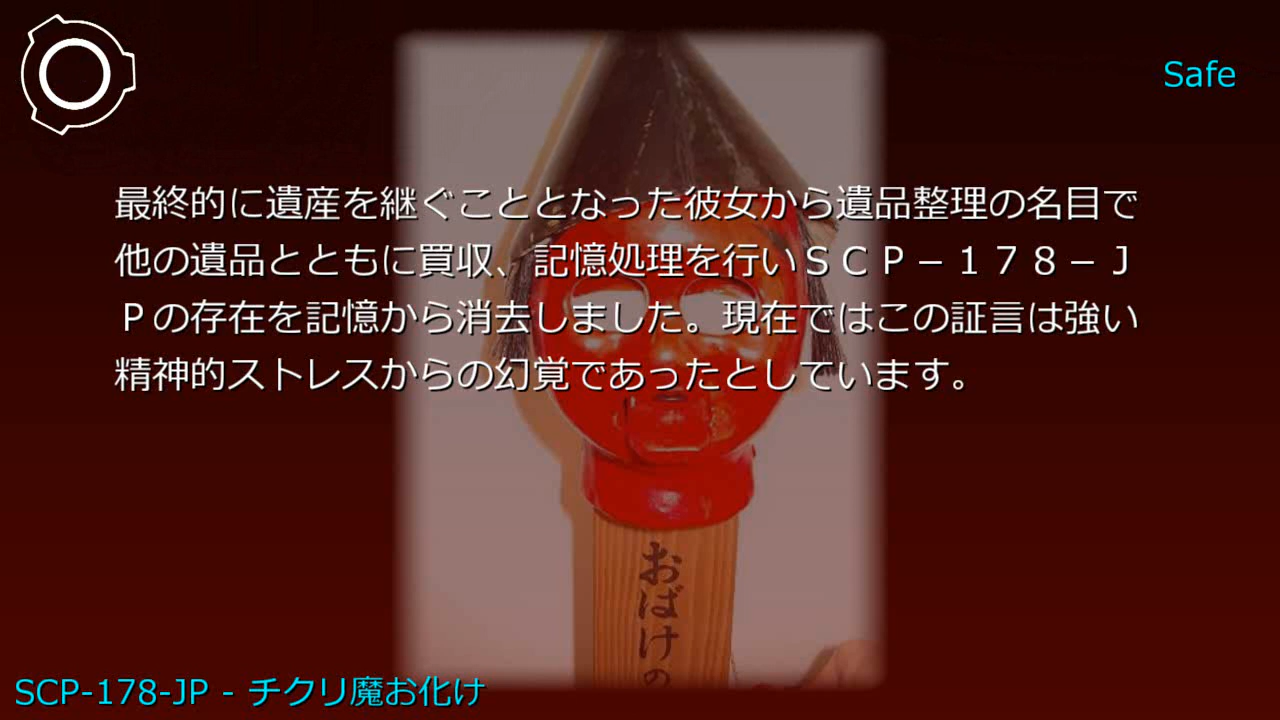 Safe
最終的に遺産を継ぐこととなった彼女から遺品整理の名目で
他の遺品とともに買収、記憶処理を行いＳＣＰ－１７８－Ｊ
Ｐの存在を記憶から消去しました。現在ではこの証言は強い
精神的ストレスからの幻覚であったとしています。
おばけの
SCP-178-JP - チクリ魔お化け